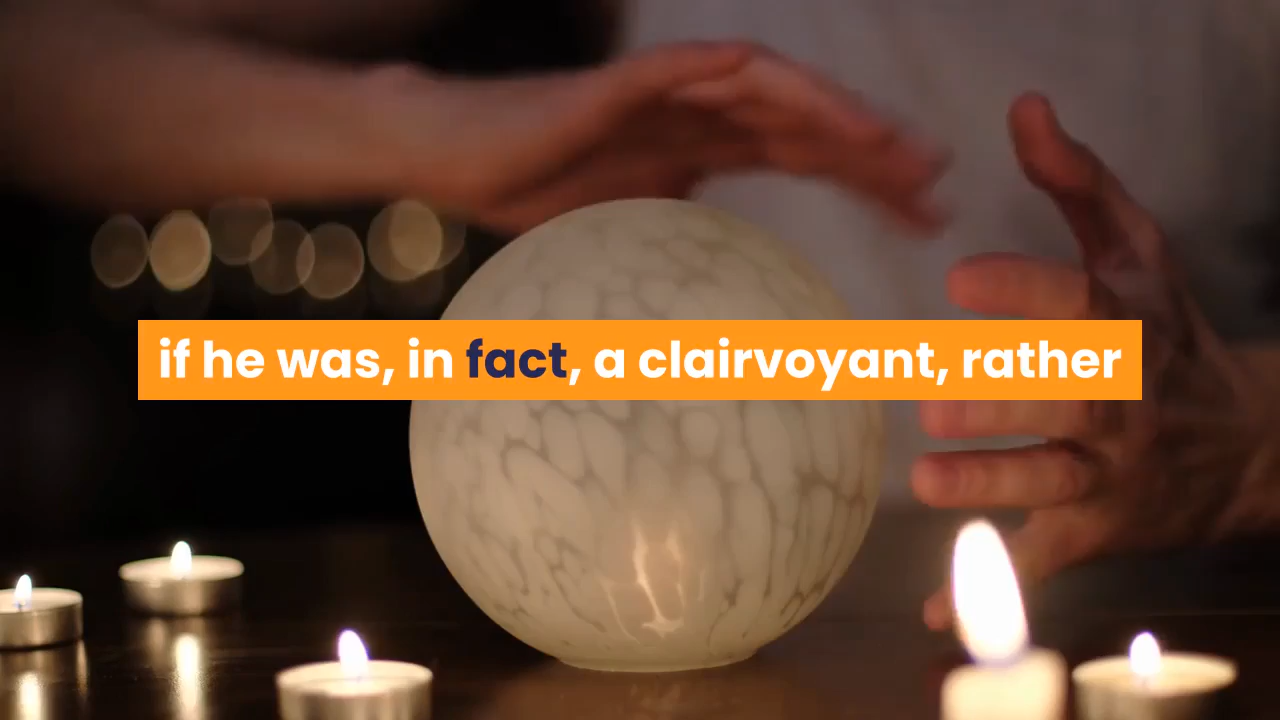 if he was, in fact, a clairvoyant, rather